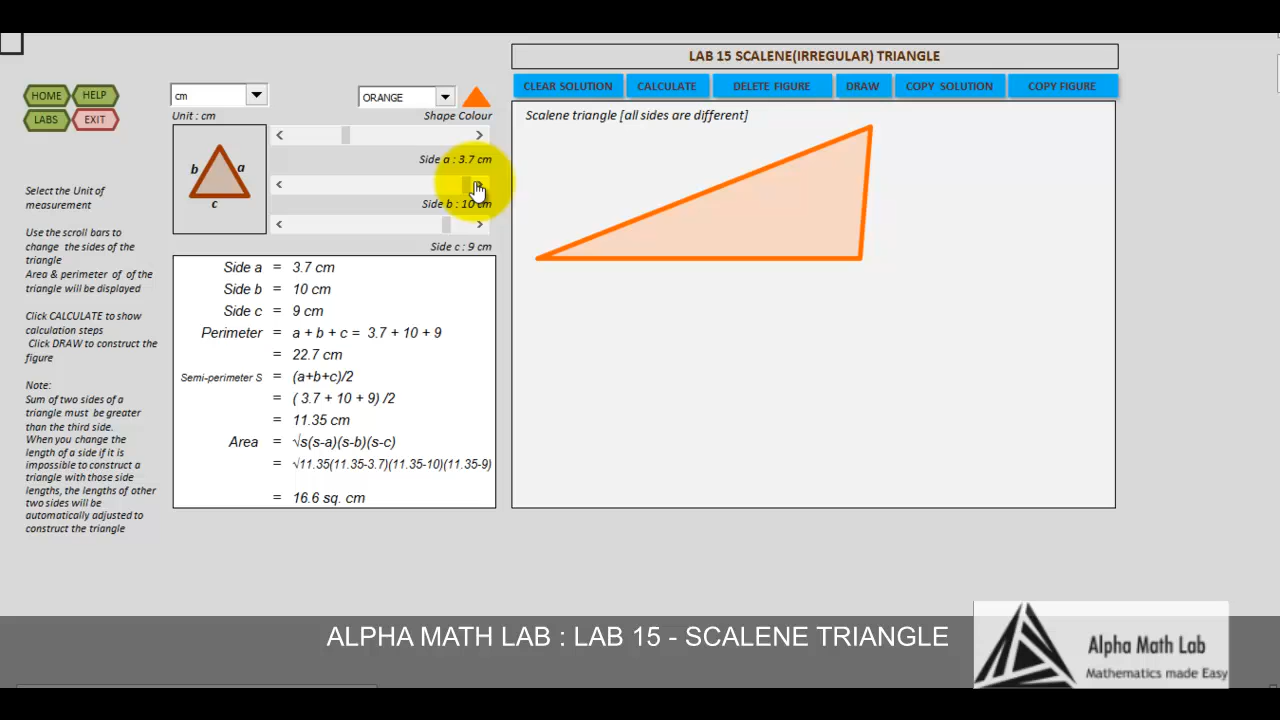 LAB 15 SCALENE(IRREGULAR) TRIANGLE
CLEAR SOLUTION CALCULATE DELETE FIGURE DRAW COPY SOLUTION COPY FIGURE
HOME HELP
LABS EXIT
cm
Unit : cm
ORANGE
Shape Colour
b a
c
Side a : 3.7 cm
Side b : 10 cm
Side c : 9 cm
Select the Unit of
measurement
Use the scroll bars to
change the sides of the
triangle
Area & perimeter of of the
triangle will be displayed
Click CALCULATE to show
calculation steps
Click DRAW to construct the
figure
Note:
Sum of two sides of a
triangle must be greater
than the third side.
When you change the
length of a side if it is
impossible to construct a
triangle with those side
lengths, the lengths of other
two sides will be
automatically adjusted to
construct the triangle
Side a = 3.7 cm
Side b = 10 cm
Side c = 9 cm
Perimeter = a + b + c = 3.7 + 10 + 9
= 22.7 cm
Semi-perimeter S = (a+b+c)/2
= ( 3.7 + 10 + 9) /2
= 11.35 cm
Area = √s(s-a)(s-b)(s-c)
= √11.35(11.35-3.7)(11.35-10)(11.35-9)
= 16.6 sq. cm
Scalene triangle [all sides are different]
ALPHA MATH LAB : LAB 15 - SCALENE TRIANGLE
Alpha Math Lab
Mathematics made Easy